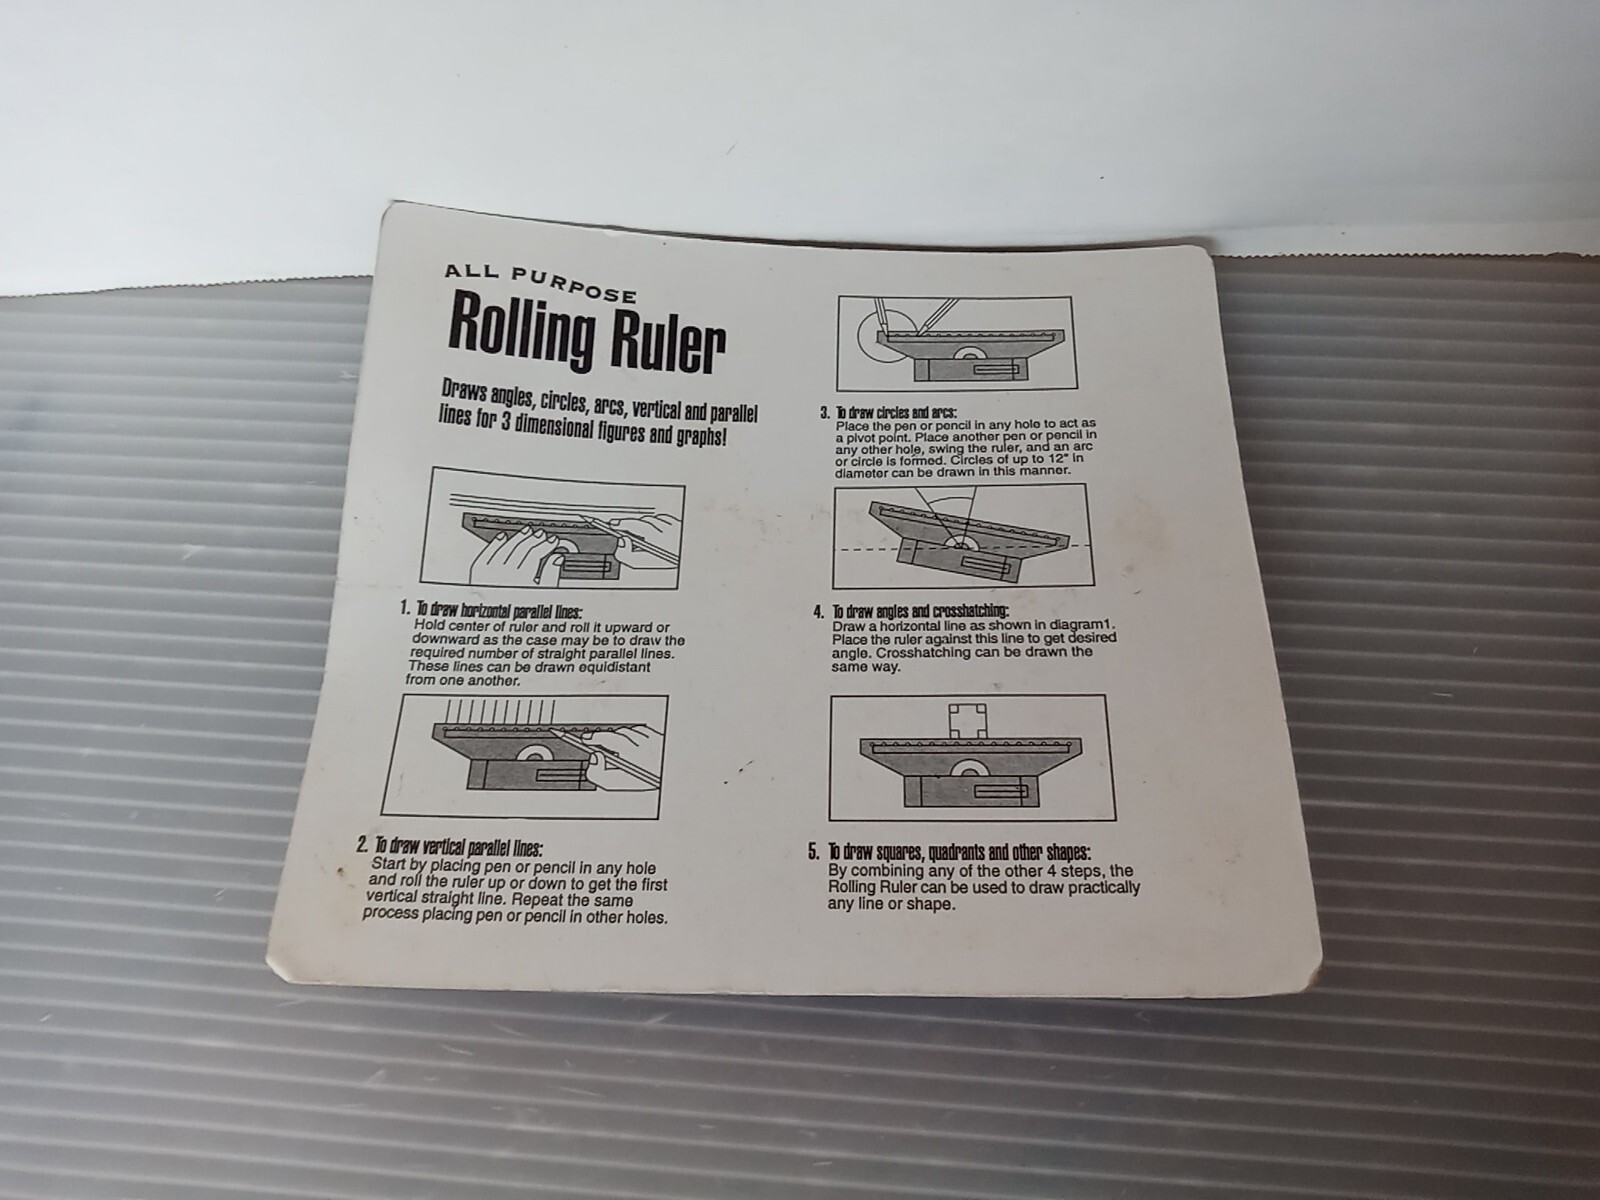 ALL PURPOSE
Rolling Ruler
Draws angles, circles, arcs, vertical and parallel
lines for 3 dimensional figures and graphs!
1. To draw horizontal parallel lines:
Hold center of ruler and roll it upward or
downward as the case may be to draw the
required number of straight parallel lines.
These lines can be drawn equidistant
from one another.
2. To draw vertical parallel lines:
Start by placing pen or pencil in any hole
and roll the ruler up or down to get the first
vertical straight line. Repeat the same
process placing pen or pencil in other holes.
3. To draw circles and arcs:
Place the pen or pencil in any hole to act as
a pivot point. Place another pen or pencil in
any other hole, swing the ruler, and an arc
or circle is formed. Circles of up to 12" in
diameter can be drawn in this manner.
4. To draw angles and crosshatching:
Draw a horizontal line as shown in diagram1.
Place the ruler against this line to get desired
angle. Crosshatching can be drawn the
same way.
5. To draw squares, quadrants and other shapes:
By combining any of the other 4 steps, the
Rolling Ruler can be used to draw practically
any line or shape.